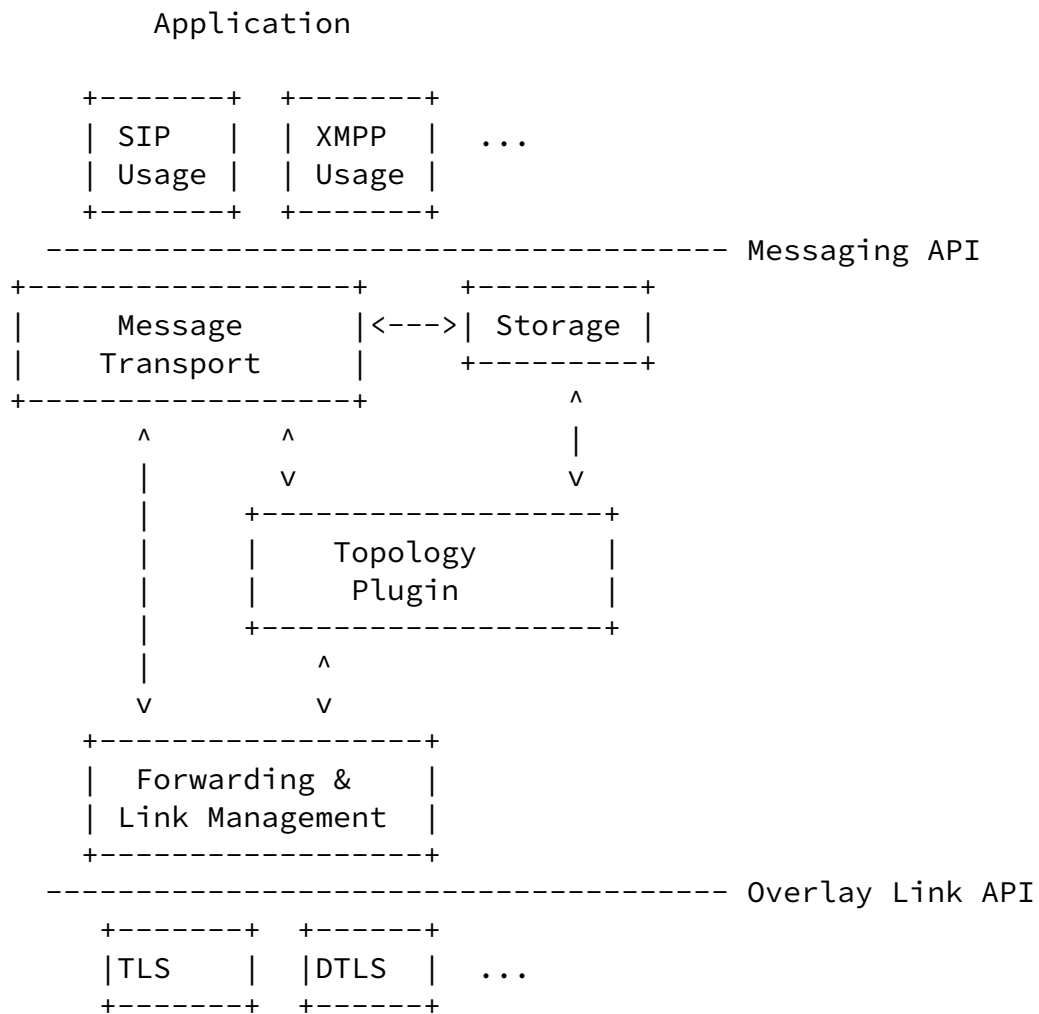 Application
SIP XMPP ...
Usage Usage
Messaging API
Message Storage
Transport
Topology
Plugin
Forwarding &
Link Management
Overlay Link API
TLS DTLS ...